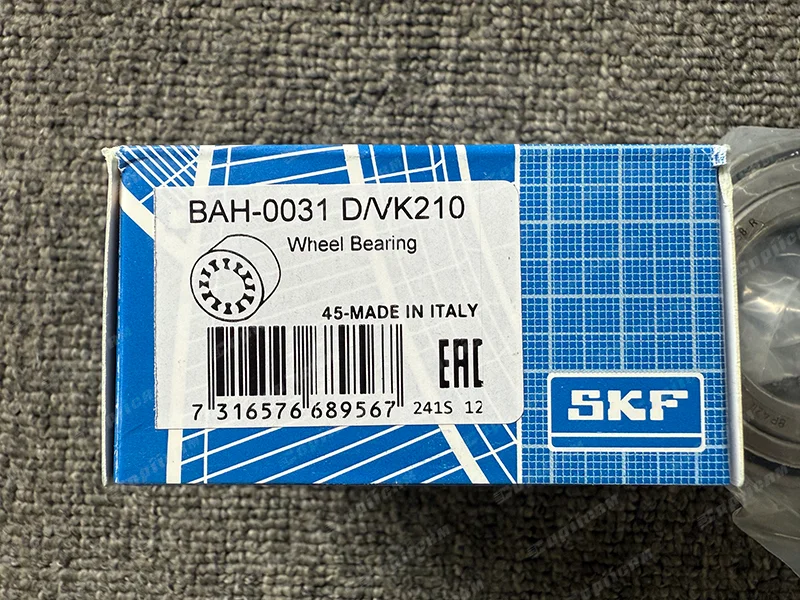 BAH-0031 D/VK210
Wheel Bearing
45-MADE IN ITALY
EAC
7 316576 689567 241S 12
SKF